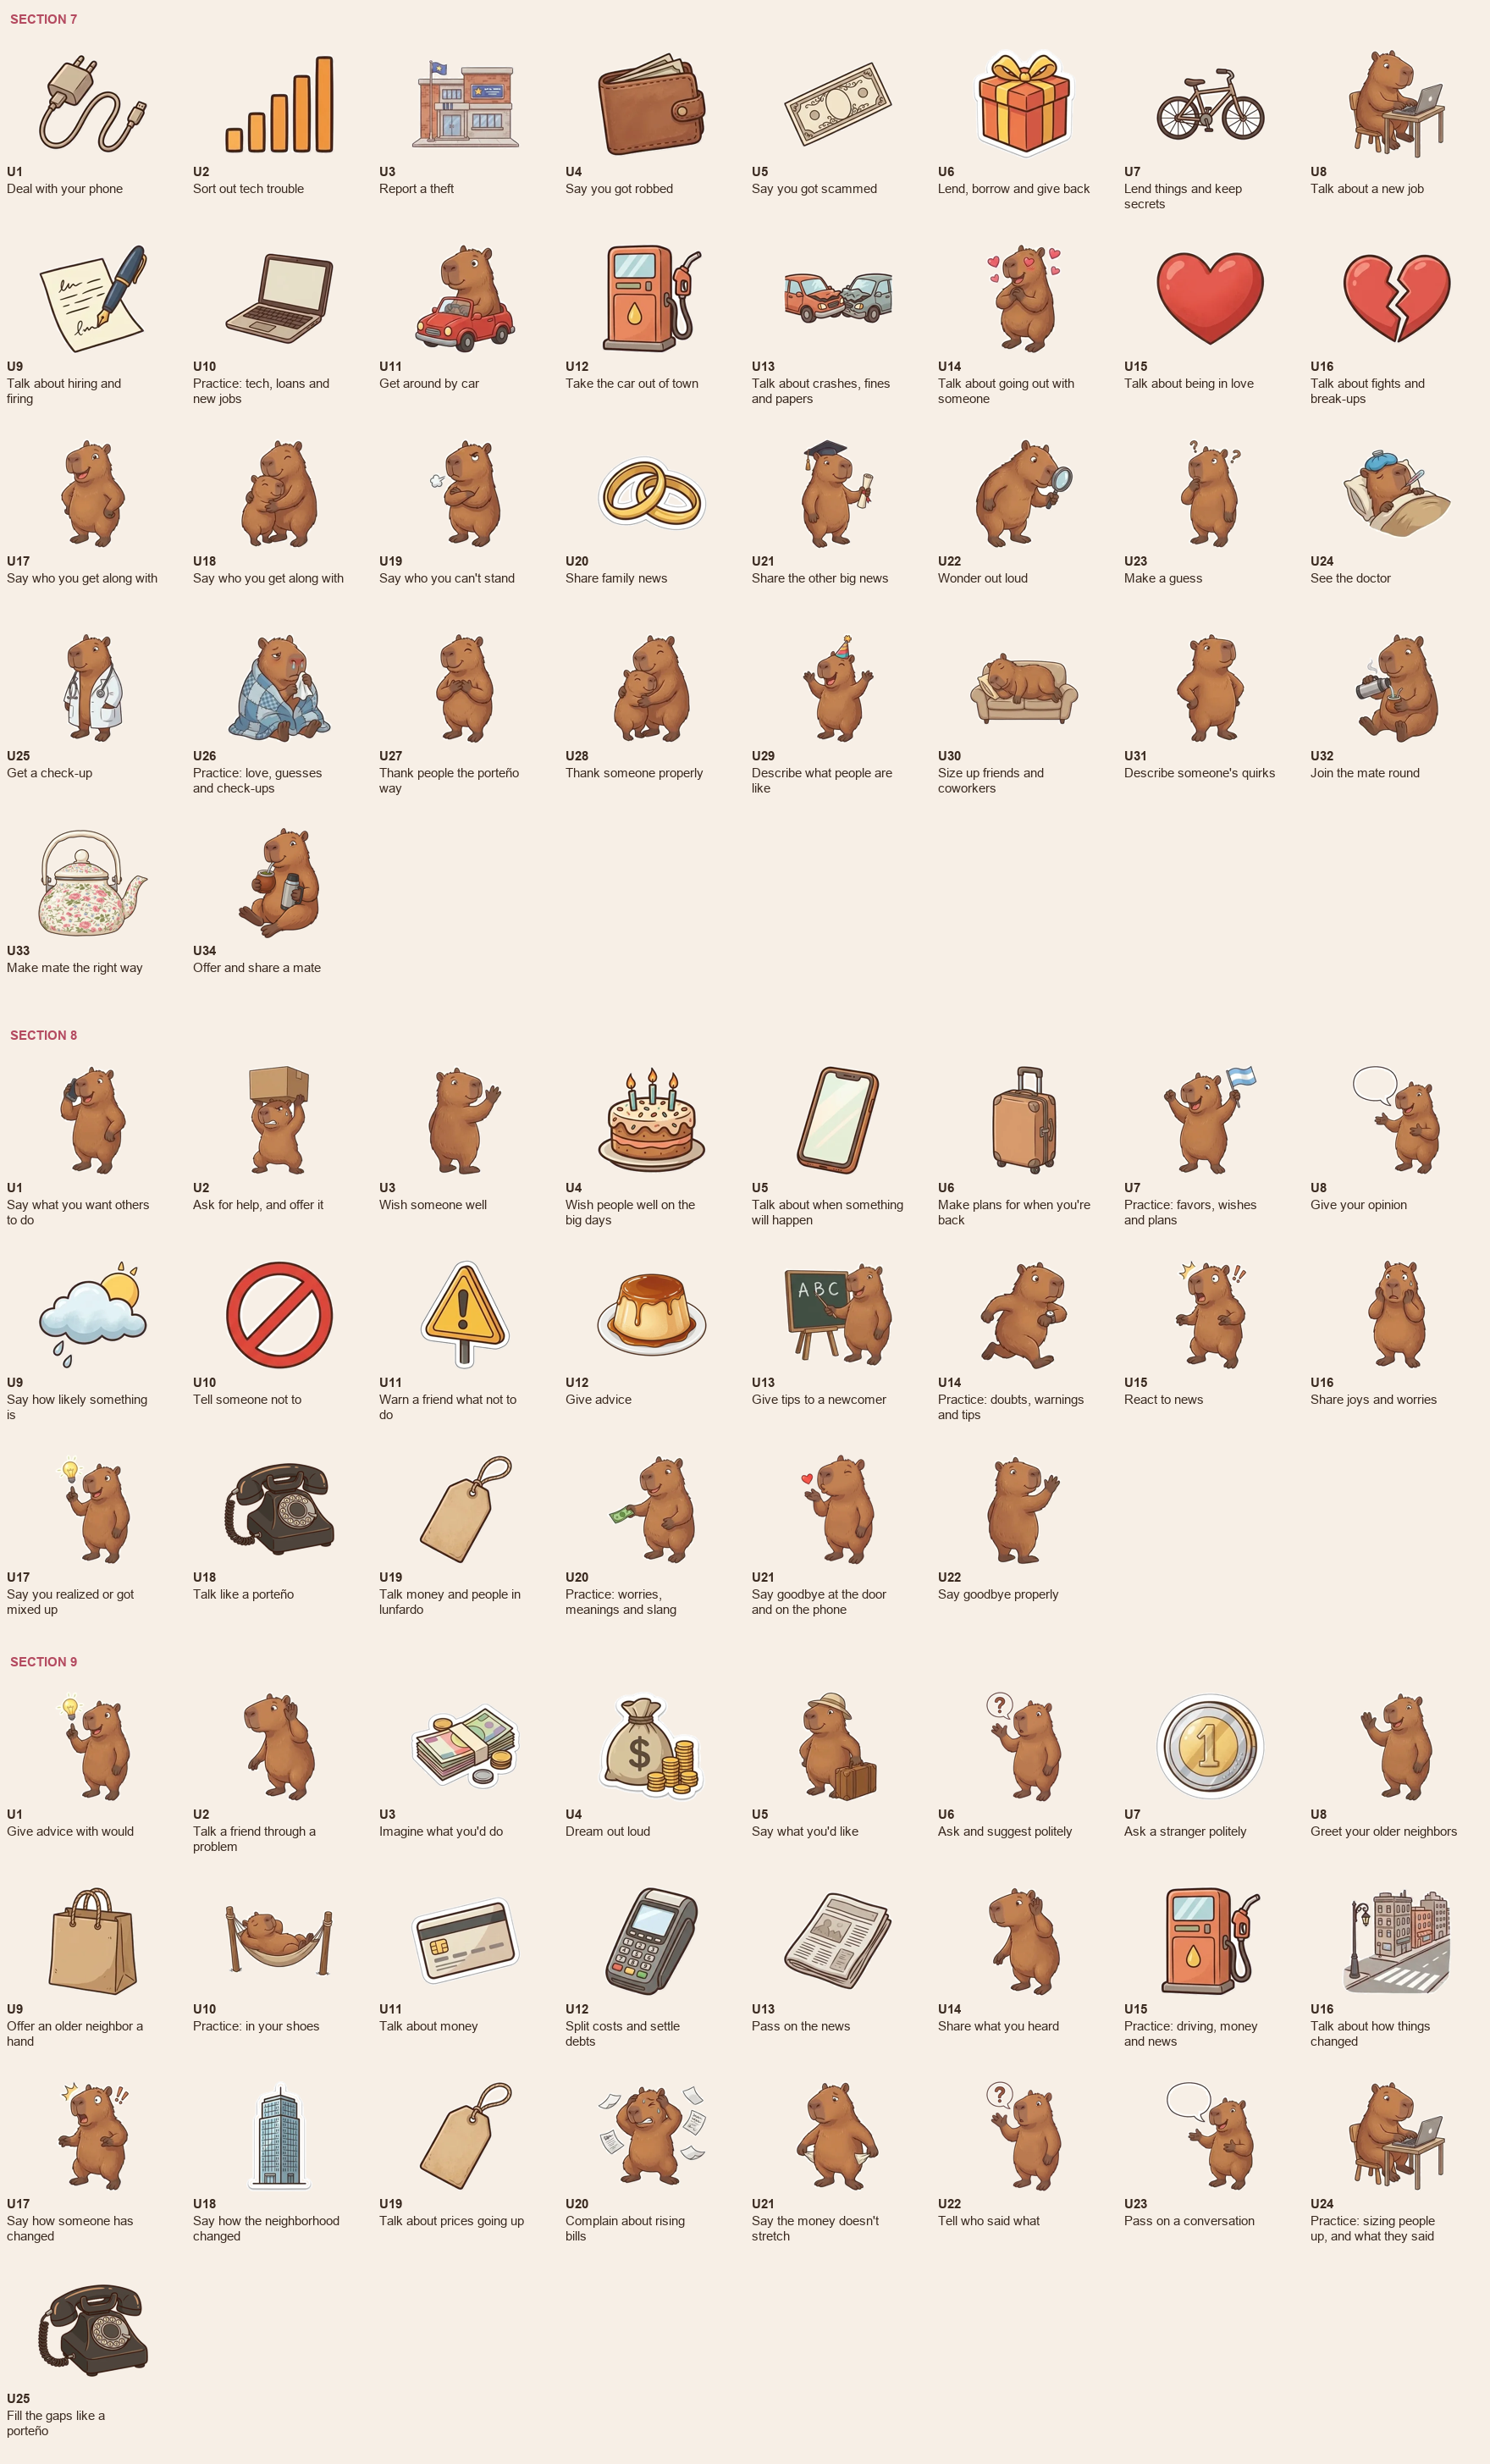 SECTION 7
U1
Deal with your phone
U2
Sort out tech trouble
U3
Report a theft
U4
Say you got robbed
U5
Say you got scammed
U6
Lend, borrow and give back
U7
Lend things and keep
secrets
U8
Talk about a new job
U9
Talk about hiring and
firing
U10
Practice: tech, loans and
new jobs
U11
Get around by car
U12
Take the car out of town
U13
Talk about crashes, fines
and papers
U14
Talk about going out with
someone
U15
Talk about being in love
U16
Talk about fights and
break-ups
U17
Say who you get along with
U18
Say who you get along with
U19
Say who you can't stand
U20
Share family news
U21
Share the other big news
U22
Wonder out loud
U23
Make a guess
U24
See the doctor
U25
Get a check-up
U26
Practice: love, guesses
and check-ups
U27
Thank people the porteño
way
U28
Thank someone properly
U29
Describe what people are
like
U30
Size up friends and
coworkers
U31
Describe someone's quirks
U32
Join the mate round
U33
Make mate the right way
U34
Offer and share a mate
SECTION 8
U1
Say what you want others
to do
U2
Ask for help, and offer it
U3
Wish someone well
U4
Wish people well on the
big days
U5
Talk about when something
will happen
U6
Make plans for when you're
back
U7
Practice: favors, wishes
and plans
U8
Give your opinion
U9
Say how likely something
is
U10
Tell someone not to
U11
Warn a friend what not to
do
U12
Give advice
ABC
U13
Give tips to a newcomer
U14
Practice: doubts, warnings
and tips
!!
U15
React to news
U16
Share joys and worries
U17
Say you realized or got
mixed up
U18
Talk like a porteño
U19
Talk money and people in
lunfardo
U20
Practice: worries,
meanings and slang
U21
Say goodbye at the door
and on the phone
U22
Say goodbye properly
SECTION 9
U1
Give advice with would
U2
Talk a friend through a
problem
U3
Imagine what you'd do
$
U4
Dream out loud
U5
Say what you'd like
?
U6
Ask and suggest politely
1
U7
Ask a stranger politely
U8
Greet your older neighbors
U9
Offer an older neighbor a
hand
U10
Practice: in your shoes
U11
Talk about money
U12
Split costs and settle
debts
U13
Pass on the news
U14
Share what you heard
U15
Practice: driving, money
and news
U16
Talk about how things
changed
!!
U17
Say how someone has
changed
U18
Say how the neighborhood
changed
U19
Talk about prices going up
U20
Complain about rising
bills
U21
Say the money doesn't
stretch
?
U22
Tell who said what
U23
Pass on a conversation
U24
Practice: sizing people
up, and what they said
U25
Fill the gaps like a
porteño